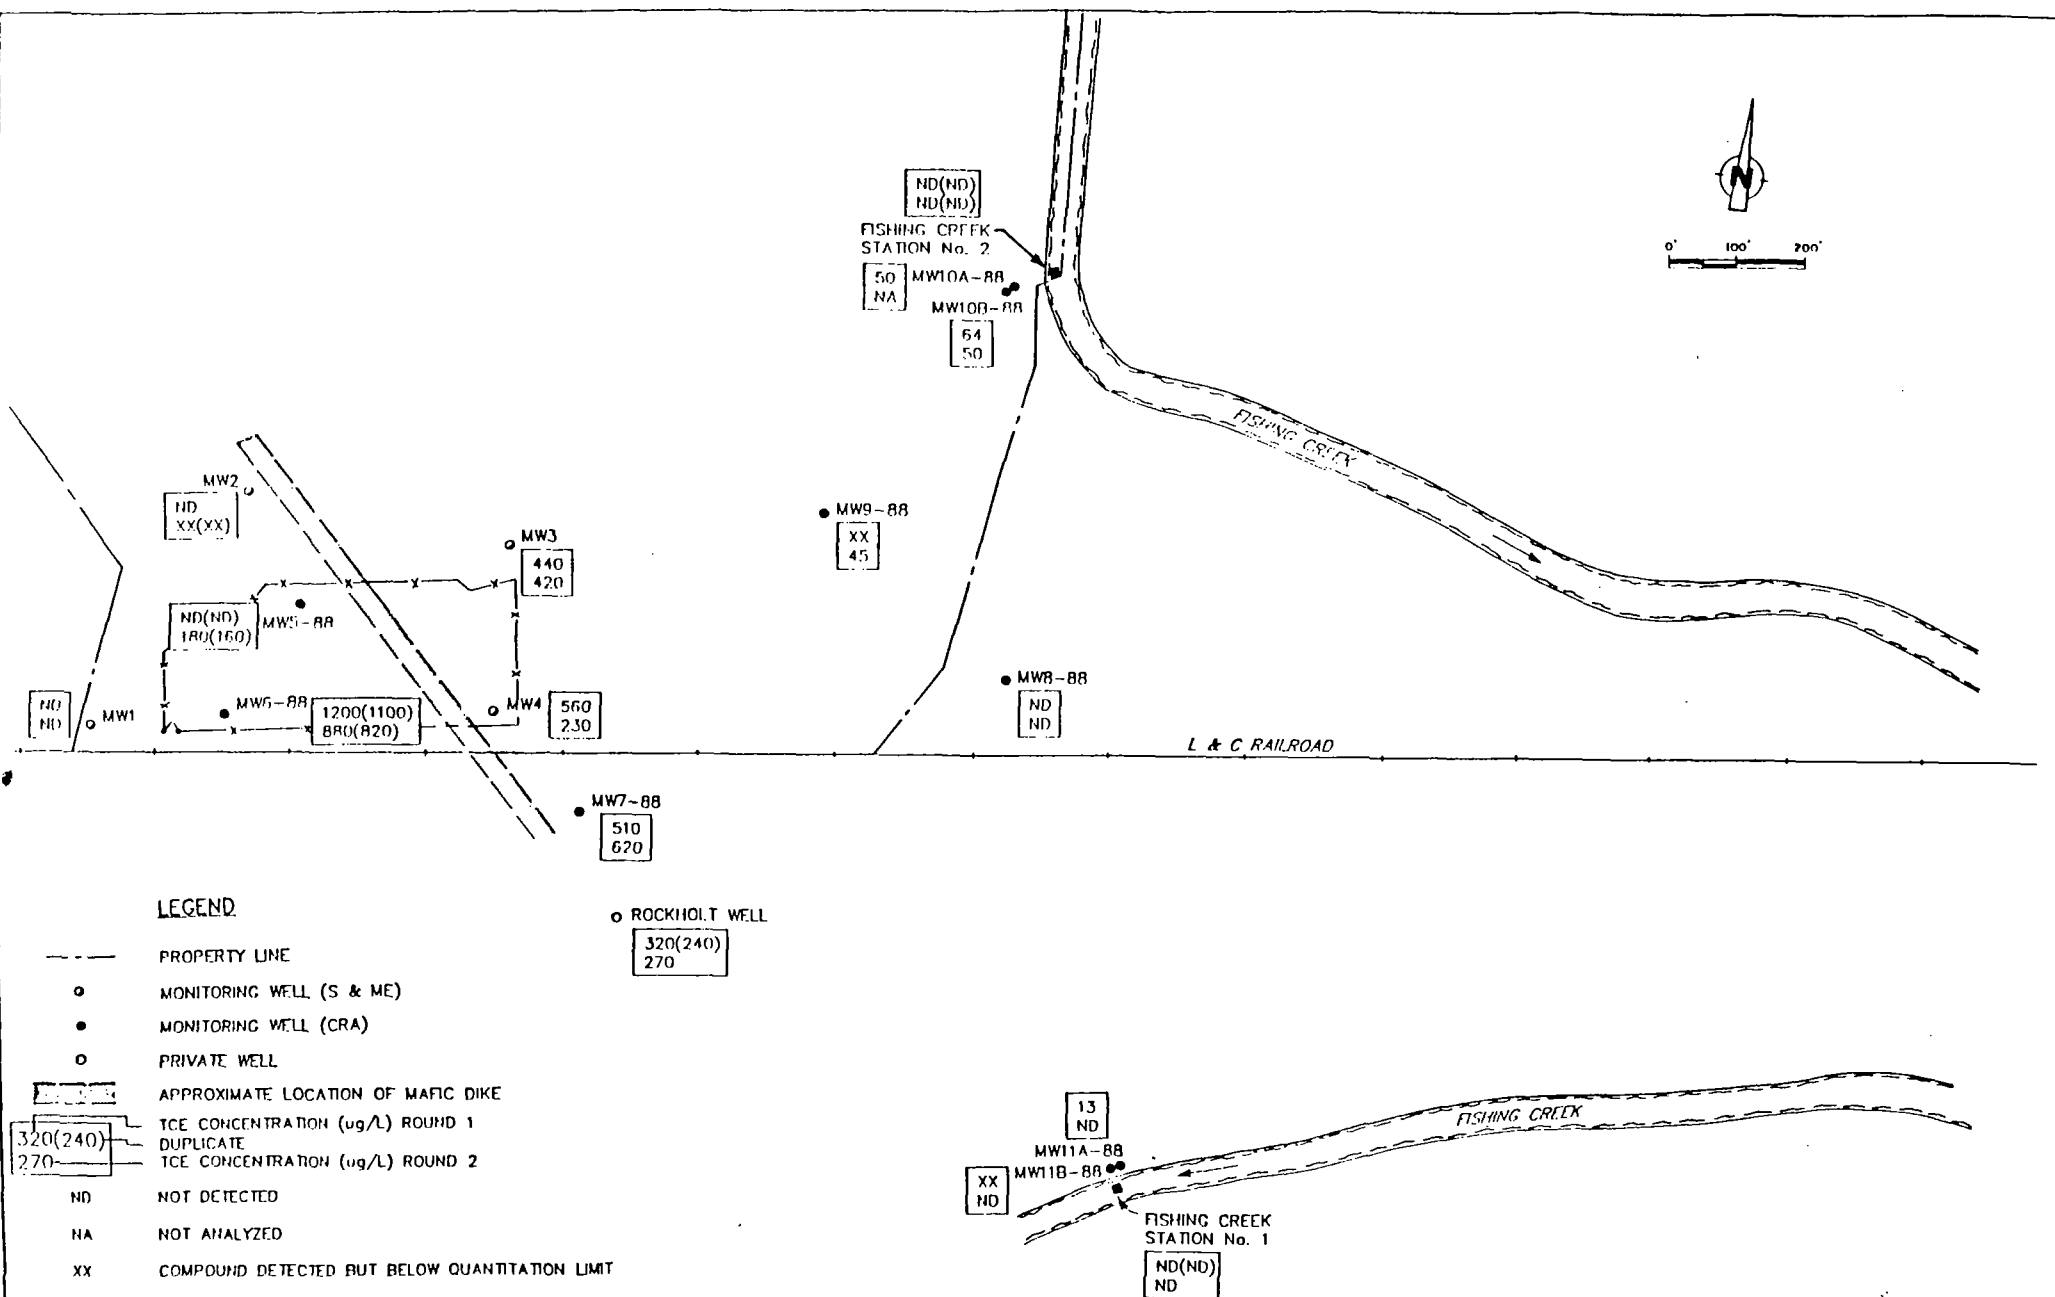 N
0' 100' 200'
ND(ND)
ND(ND)
FISHING CREEK
STATION No. 2
50
NA
MW10A-88
MW10B-88
64
50
FISHING CREEK
MW2
ND
XX(XX)
MW3
440
420
MW9-88
XX
45
ND(ND)
180(160)
MW5-88
ND
ND
MW1
MW6-88
1200(1100)
880(820)
MW4
560
230
MW8-88
ND
ND
L & C RAILROAD
MW7-88
510
620
ROCKHOLT WELL
320(240)
270
LEGEND
PROPERTY LINE
MONITORING WELL (S & ME)
MONITORING WELL (CRA)
PRIVATE WELL
APPROXIMATE LOCATION OF MAFIC DIKE
TCE CONCENTRATION (ug/L) ROUND 1
320(240)
DUPLICATE
270
TCE CONCENTRATION (ug/L) ROUND 2
ND NOT DETECTED
NA NOT ANALYZED
XX COMPOUND DETECTED BUT BELOW QUANTITATION LIMIT
13
ND
MW11A-88
MW11B-88
XX
ND
FISHING CREEK
FISHING CREEK
STATION No. 1
ND(ND)
ND